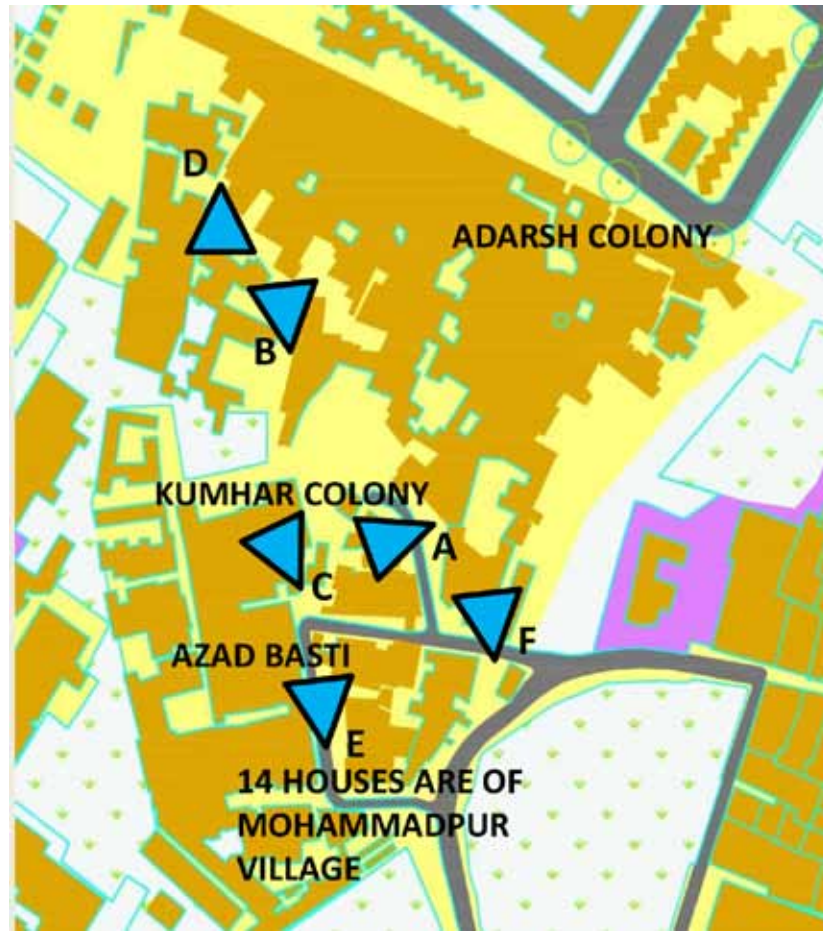 D
ADARSH COLONY
B
KUMHAR COLONY
A
C
F
AZAD BASTI
E
14 HOUSES ARE OF
MOHAMMADPUR
VILLAGE